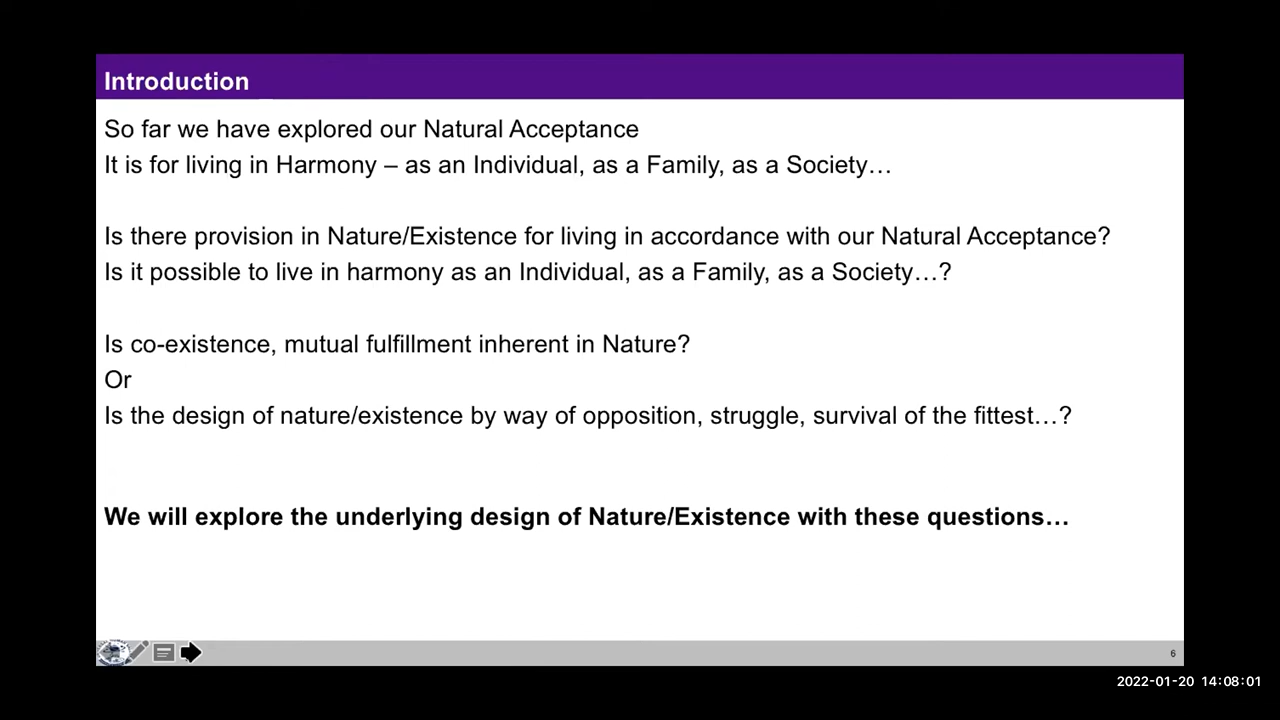 Introduction
So far we have explored our Natural Acceptance
It is for living in Harmony – as an Individual, as a Family, as a Society…
Is there provision in Nature/Existence for living in accordance with our Natural Acceptance?
Is it possible to live in harmony as an Individual, as a Family, as a Society…?
Is co-existence, mutual fulfillment inherent in Nature?
Or
Is the design of nature/existence by way of opposition, struggle, survival of the fittest…?
We will explore the underlying design of Nature/Existence with these questions…
6
2022-01-20 14:08:01